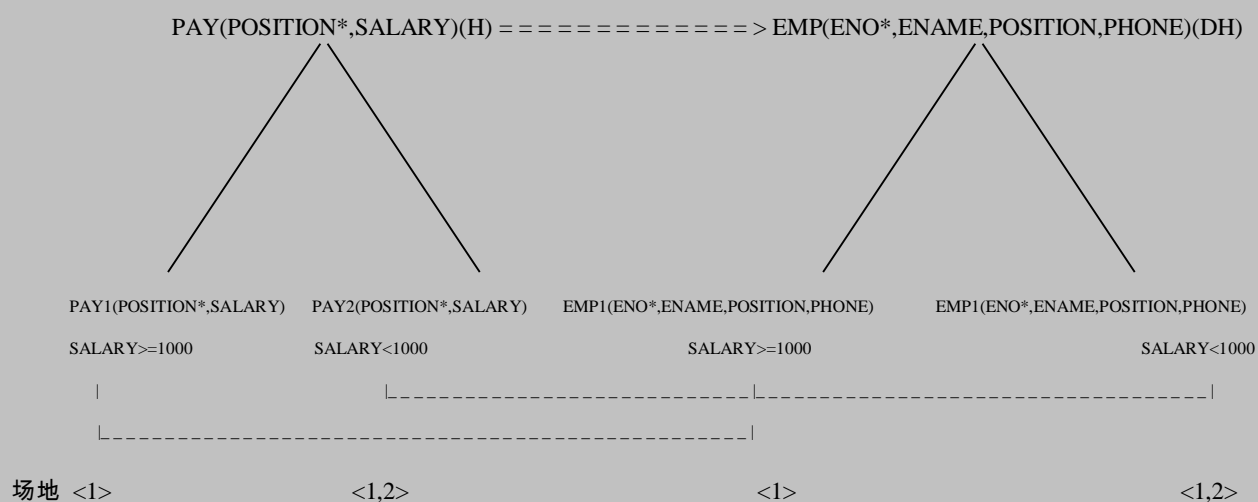 PAY(POSITION*,SALARY)(H) = = = = = = = = = = = = = > EMP(ENO*,ENAME,POSITION,PHONE)(DH)
PAY1(POSITION*,SALARY) PAY2(POSITION*,SALARY) EMP1(ENO*,ENAME,POSITION,PHONE) EMP1(ENO*,ENAME,POSITION,PHONE)
SALARY>=1000 SALARY<1000 SALARY>=1000 SALARY<1000
场地 <1> <1,2> <1> <1,2>